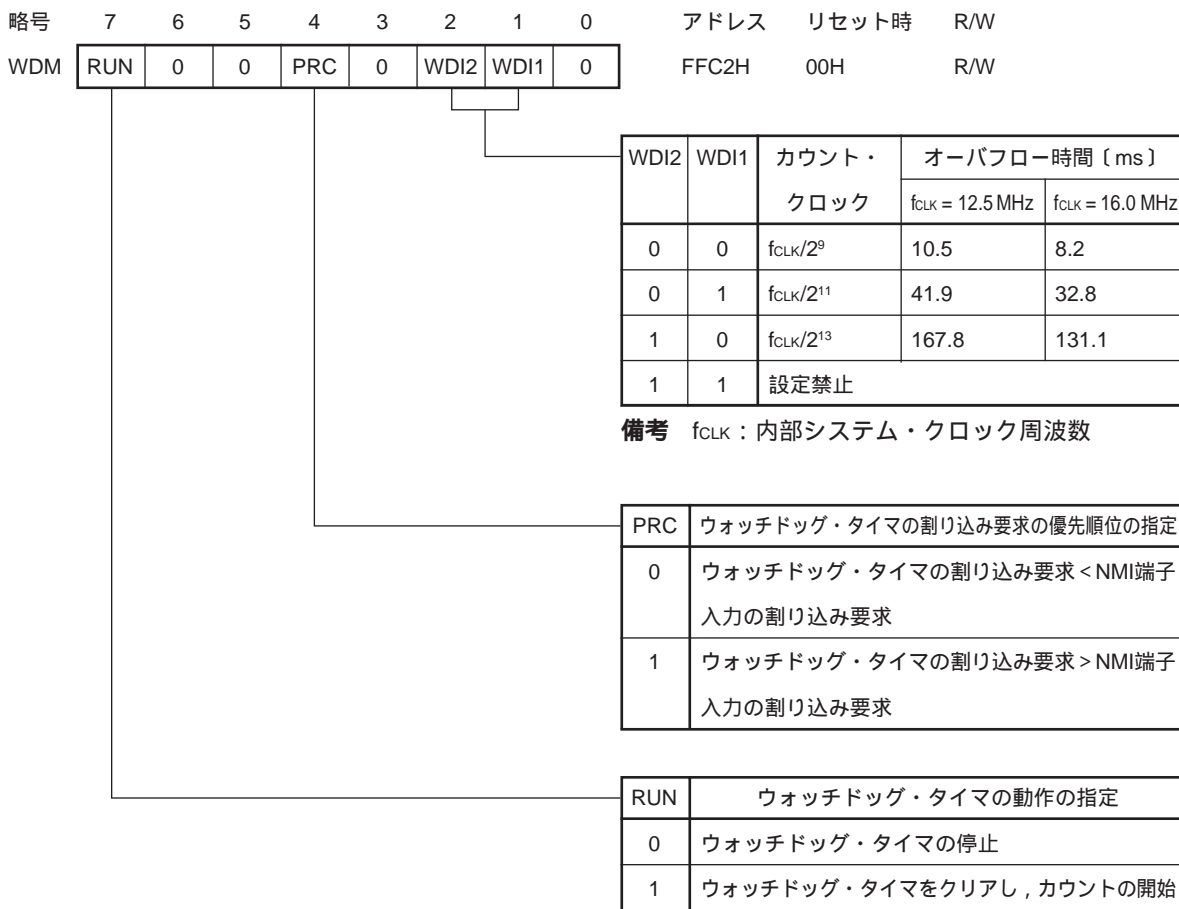 略号 7 6 5 4 3 2 1 0 アドレス リセット時 R/W
WDM RUN 0 0 PRC 0 WDI2 WDI1 0 FFC2H 00H R/W
WDI2 WDI1 カウント・ オーバフロー時間〔ms〕
クロック fCLK = 12.5 MHz fCLK = 16.0 MHz
0 0 fCLK/2⁹ 10.5 8.2
0 1 fCLK/2¹¹ 41.9 32.8
1 0 fCLK/2¹³ 167.8 131.1
1 1 設定禁止
備考 fCLK：内部システム・クロック周波数
PRC ウォッチドッグ・タイマの割り込み要求の優先順位の指定
0 ウォッチドッグ・タイマの割り込み要求＜NMI端子
入力の割り込み要求
1 ウォッチドッグ・タイマの割り込み要求＞NMI端子
入力の割り込み要求
RUN ウォッチドッグ・タイマの動作の指定
0 ウォッチドッグ・タイマの停止
1 ウォッチドッグ・タイマをクリアし，カウントの開始